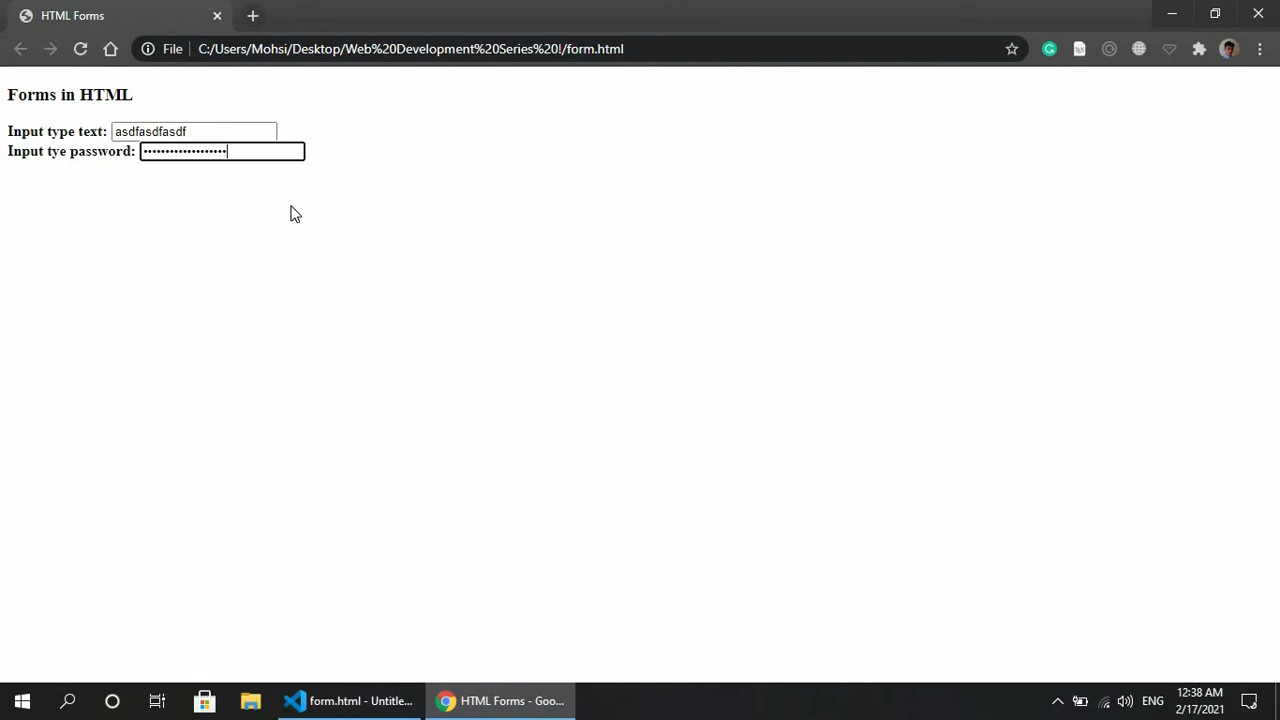 HTML Forms
File C:/Users/Mohsi/Desktop/Web%20Development%20Series%20!/form.html
Forms in HTML
Input type text: asdfasdfasdf
Input tye password: •••••••••••••••••••
form.html - Untitle...
HTML Forms - Goo...
ENG
12:38 AM
2/17/2021